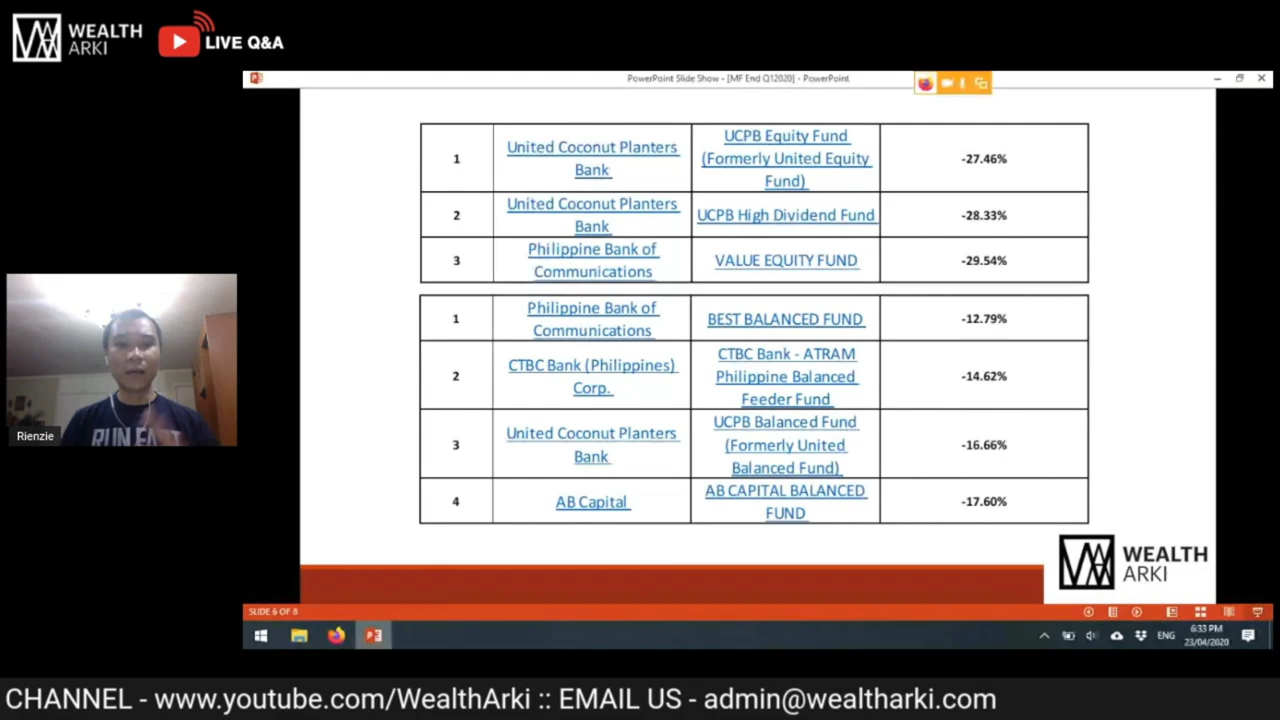 WEALTH
ARKI
LIVE Q&A
PowerPoint Slide Show - [MF End Q12020] - PowerPoint
1
United Coconut Planters
Bank
UCPB Equity Fund
(Formerly United Equity
Fund)
-27.46%
2
United Coconut Planters
Bank
UCPB High Dividend Fund
-28.33%
3
Philippine Bank of
Communications
VALUE EQUITY FUND
-29.54%
1
Philippine Bank of
Communications
BEST BALANCED FUND
-12.79%
2
CTBC Bank (Philippines)
Corp.
CTBC Bank - ATRAM
Philippine Balanced
Feeder Fund
-14.62%
3
United Coconut Planters
Bank
UCPB Balanced Fund
(Formerly United
Balanced Fund)
-16.66%
4
AB Capital
AB CAPITAL BALANCED
FUND
-17.60%
Rienzie
WEALTH
ARKI
SLIDE 6 OF 8
ENG
6:33 PM
23/04/2020
CHANNEL - www.youtube.com/WealthArki :: EMAIL US - admin@wealtharki.com